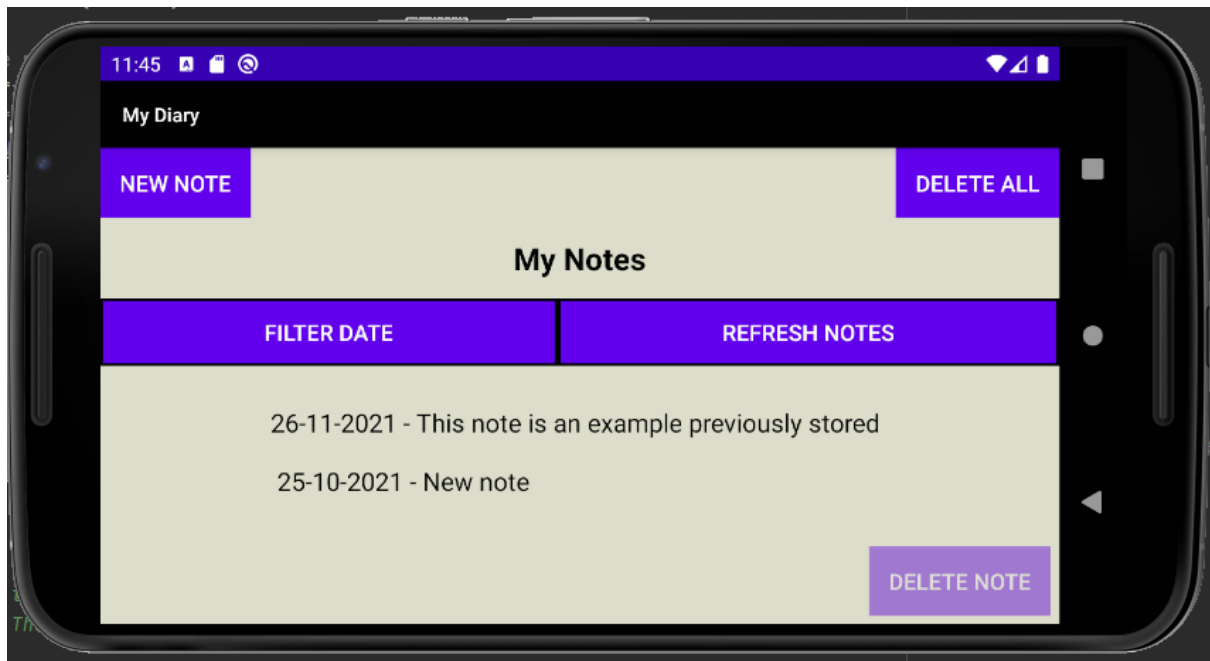 11:45
My Diary
NEW NOTE
DELETE ALL
My Notes
FILTER DATE
REFRESH NOTES
26-11-2021 - This note is an example previously stored
25-10-2021 - New note
DELETE NOTE